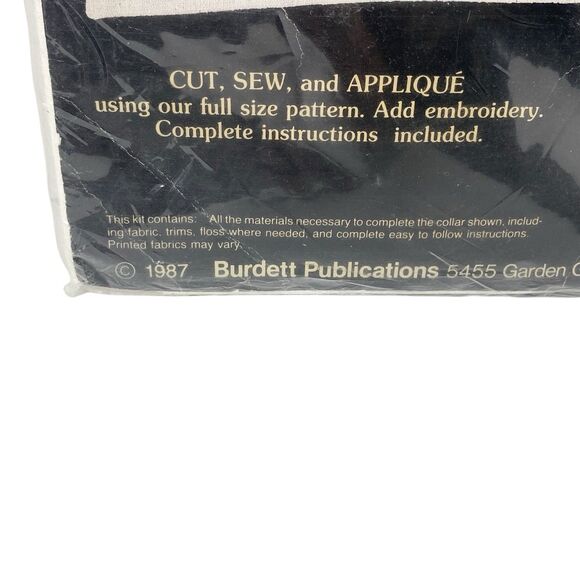 CUT, SEW, and APPLIQUÉ
using our full size pattern. Add embroidery.
Complete instructions included.
This kit contains: All the materials necessary to complete the collar shown, includ-
ing fabric, trims, floss where needed, and complete easy to follow instructions.
Printed fabrics may vary.
© 1987 Burdett Publications 5455 Garden